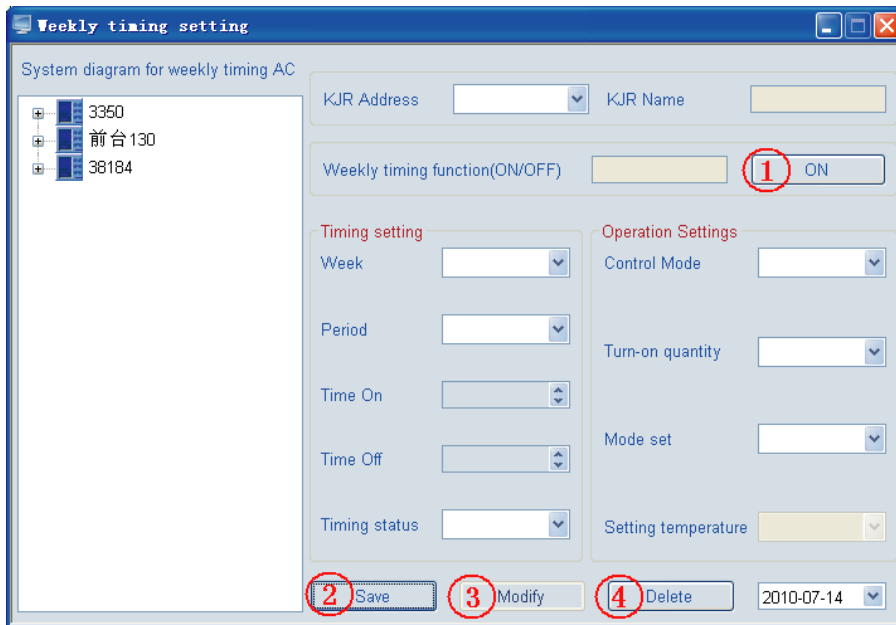 Weekly timing setting
System diagram for weekly timing AC
3350
前台130
38184
KJR Address
KJR Name
Weekly timing function(ON/OFF)
1 ON
Timing setting
Week
Period
Time On
Time Off
Timing status
Operation Settings
Control Mode
Turn-on quantity
Mode set
Setting temperature
2 Save
3 Modify
4 Delete
2010-07-14